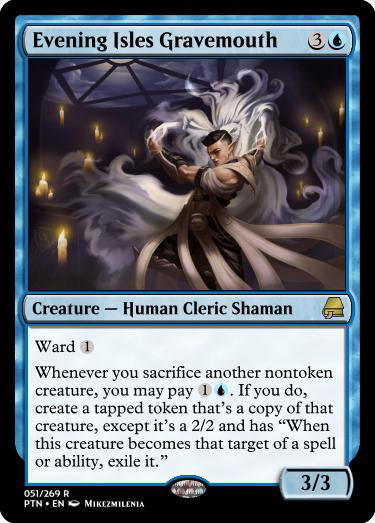 Evening Isles Gravemouth 3
Creature — Human Cleric Shaman
Ward 1
Whenever you sacrifice another nontoken
creature, you may pay 1 . If you do,
create a tapped token that's a copy of that
creature, except it's a 2/2 and has “When
this creature becomes that target of a spell
or ability, exile it.”
3/3
051/269 R
PTN • EN Mikezmilenia